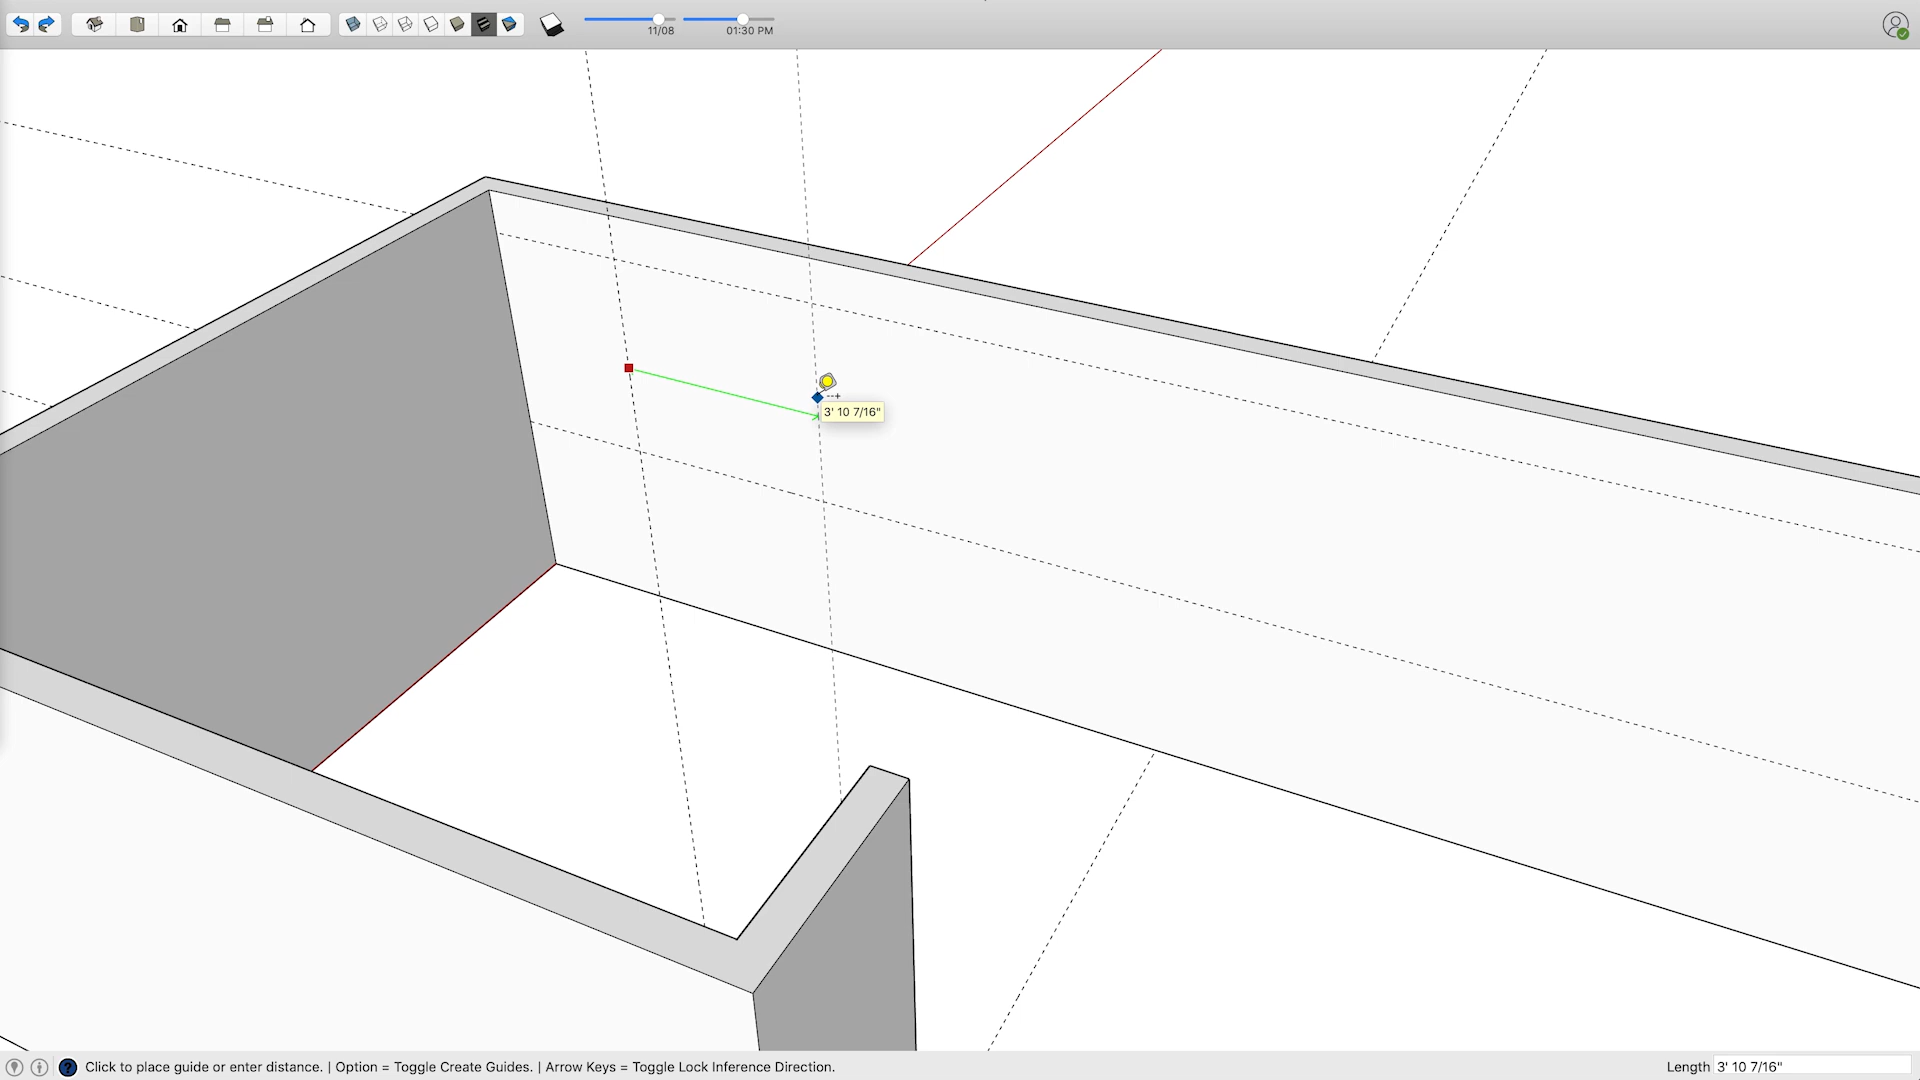 11/08
01:30 PM
3' 10 7/16"
Click to place guide or enter distance. | Option = Toggle Create Guides. | Arrow Keys = Toggle Lock Inference Direction.
Length 3' 10 7/16"